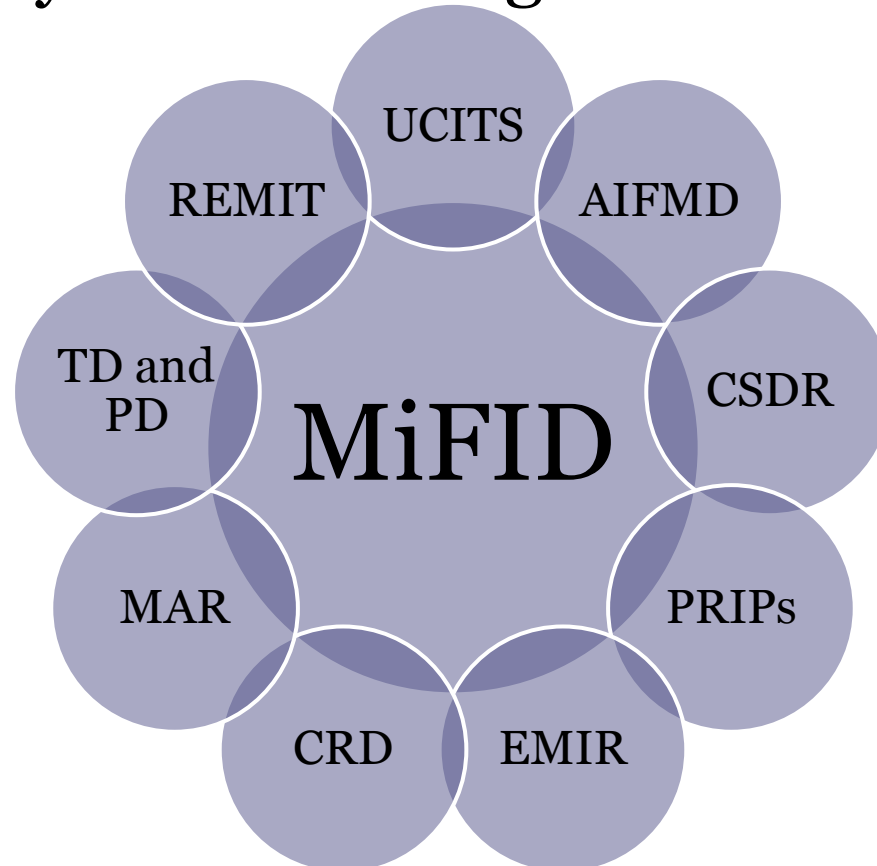 UCITS
AIFMD
CSDR
PRIPs
EMIR
CRD
MAR
TD and
PD
REMIT
MiFID